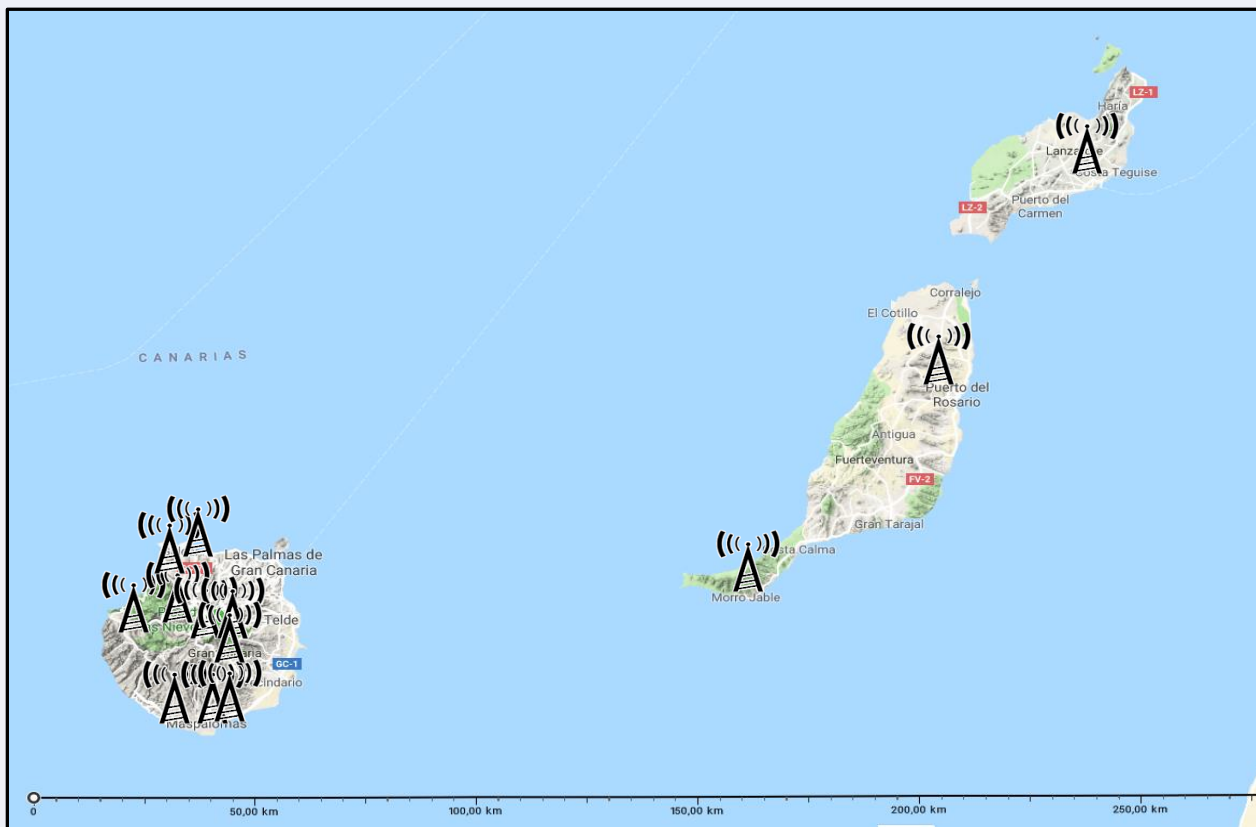 LZ-1
Haría
Costa Teguise
LZ-2
Puerto del
Carmen
Corralejo
El Cotillo
CANARIAS
Puerto del
Rosario
Antigua
Fuerteventura
FV-2
Gran Tarajal
Las Palmas de
Gran Canaria
Morro Jable
Telde
GC-1
Maspalomas
0
50,00 km
100,00 km
150,00 km
200,00 km
250,00 km